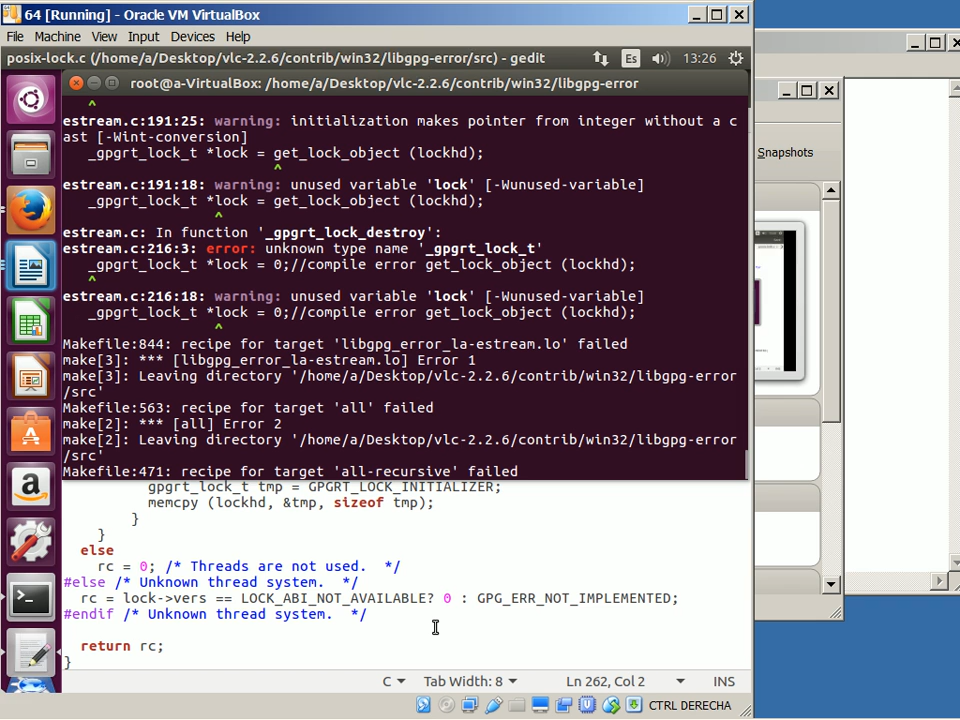 64 [Running] - Oracle VM VirtualBox
File Machine View Input Devices Help
posix-lock.c (/home/a/Desktop/vlc-2.2.6/contrib/win32/libgpg-error/src) - gedit
Es
13:26
root@a-VirtualBox: /home/a/Desktop/vlc-2.2.6/contrib/win32/libgpg-error
^
estream.c:191:25: warning: initialization makes pointer from integer without a c
ast [-Wint-conversion]
_gpgrt_lock_t *lock = get_lock_object (lockhd);
^
estream.c:191:18: warning: unused variable 'lock' [-Wunused-variable]
_gpgrt_lock_t *lock = get_lock_object (lockhd);
^
estream.c: In function '_gpgrt_lock_destroy':
estream.c:216:3: error: unknown type name '_gpgrt_lock_t'
_gpgrt_lock_t *lock = 0;//compile error get_lock_object (lockhd);
^
estream.c:216:18: warning: unused variable 'lock' [-Wunused-variable]
_gpgrt_lock_t *lock = 0;//compile error get_lock_object (lockhd);
^
Makefile:844: recipe for target 'libgpg_error_la-estream.lo' failed
make[3]: *** [libgpg_error_la-estream.lo] Error 1
make[3]: Leaving directory '/home/a/Desktop/vlc-2.2.6/contrib/win32/libgpg-error
/src'
Makefile:563: recipe for target 'all' failed
make[2]: *** [all] Error 2
make[2]: Leaving directory '/home/a/Desktop/vlc-2.2.6/contrib/win32/libgpg-error
/src'
Makefile:471: recipe for target 'all-recursive' failed
gpgrt_lock_t tmp = GPGRT_LOCK_INITIALIZER;
memcpy (lockhd, &tmp, sizeof tmp);
}
}
else
rc = 0; /* Threads are not used. */
#else /* Unknown thread system. */
rc = lock->vers == LOCK_ABI_NOT_AVAILABLE? 0 : GPG_ERR_NOT_IMPLEMENTED;
#endif /* Unknown thread system. */
return rc;
}
C
Tab Width: 8
Ln 262, Col 2
INS
CTRL DERECHA
Snapshots